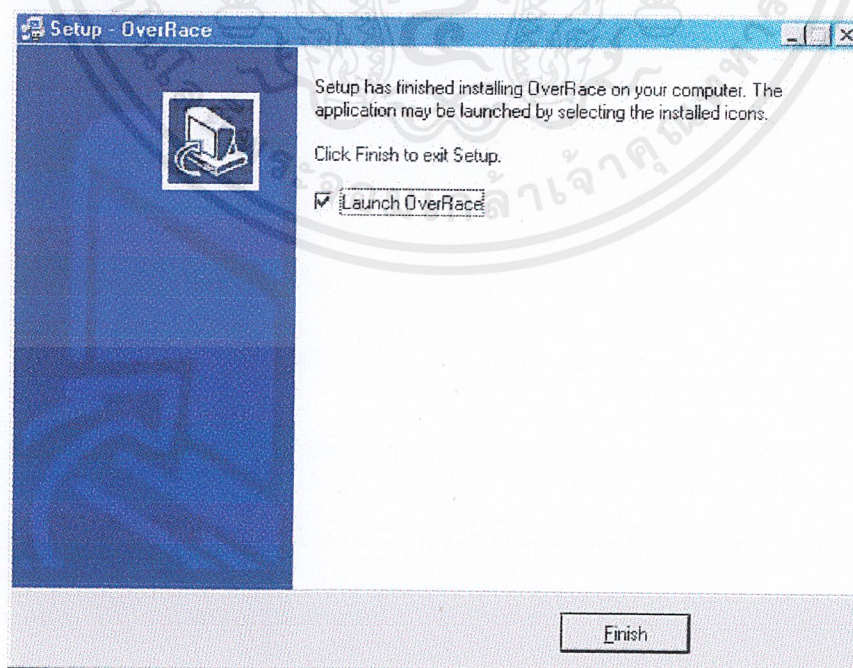 Setup - OverRace
Setup has finished installing OverRace on your computer. The
application may be launched by selecting the installed icons.
Click Finish to exit Setup.
Launch OverRace
Finish